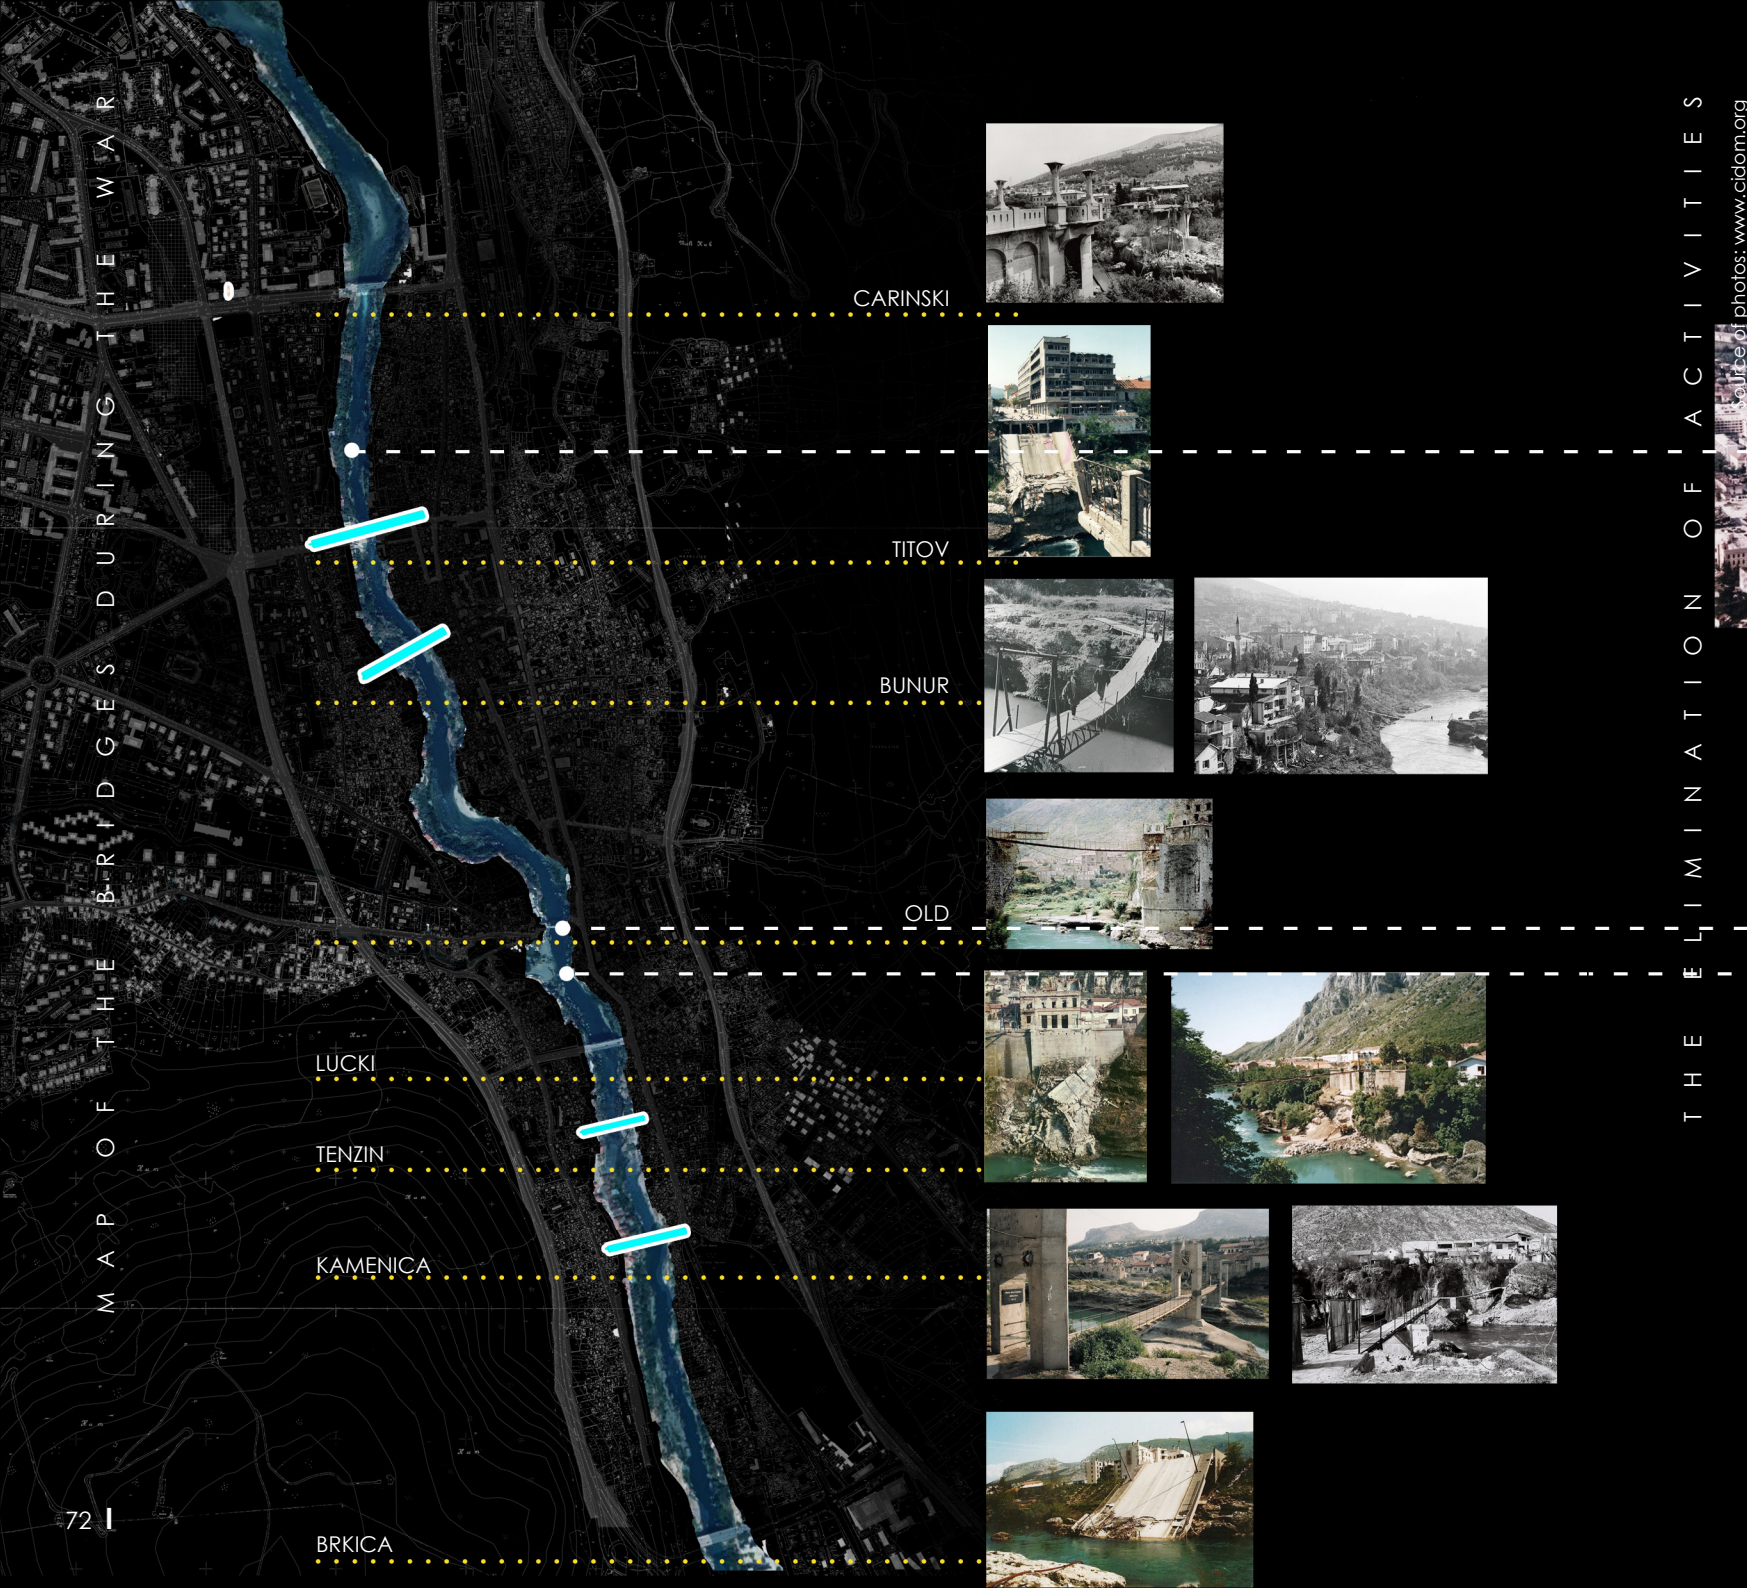 MAP OF THE BRIDGES DURING THE WAR
CARINSKI
TITOV
BUNUR
OLD
LUCKI
TENZIN
KAMENICA
BRKICA
72
THE ELIMINATION OF ACTIVITIES
Source of photos: www.cidom.org